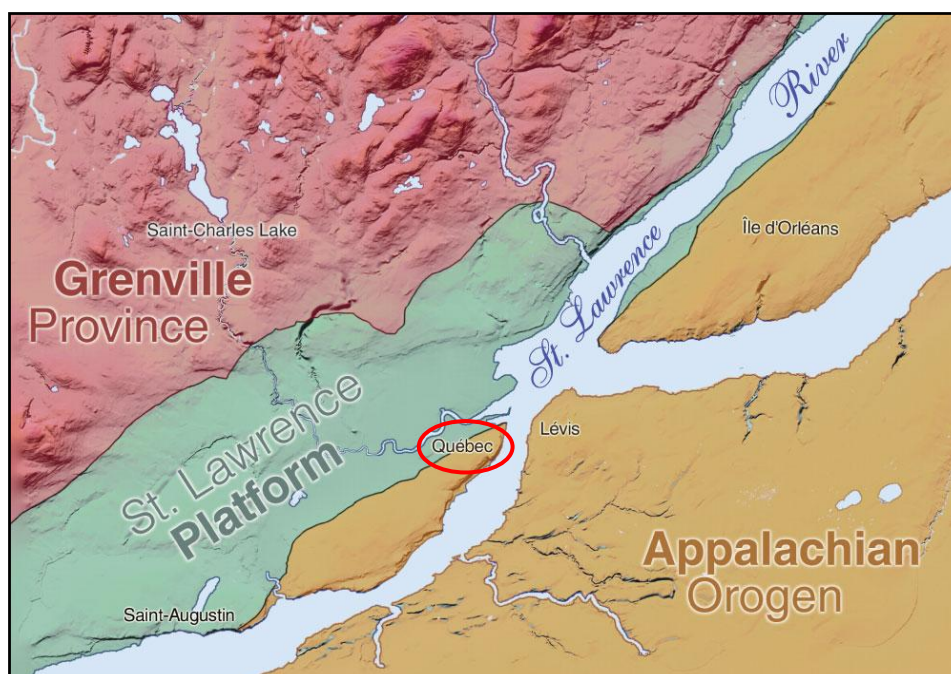 River
St. Lawrence
Île d'Orléans
Saint-Charles Lake
Grenville
Province
St. Lawrence
Platform
Québec
Lévis
Appalachian
Orogen
Saint-Augustin